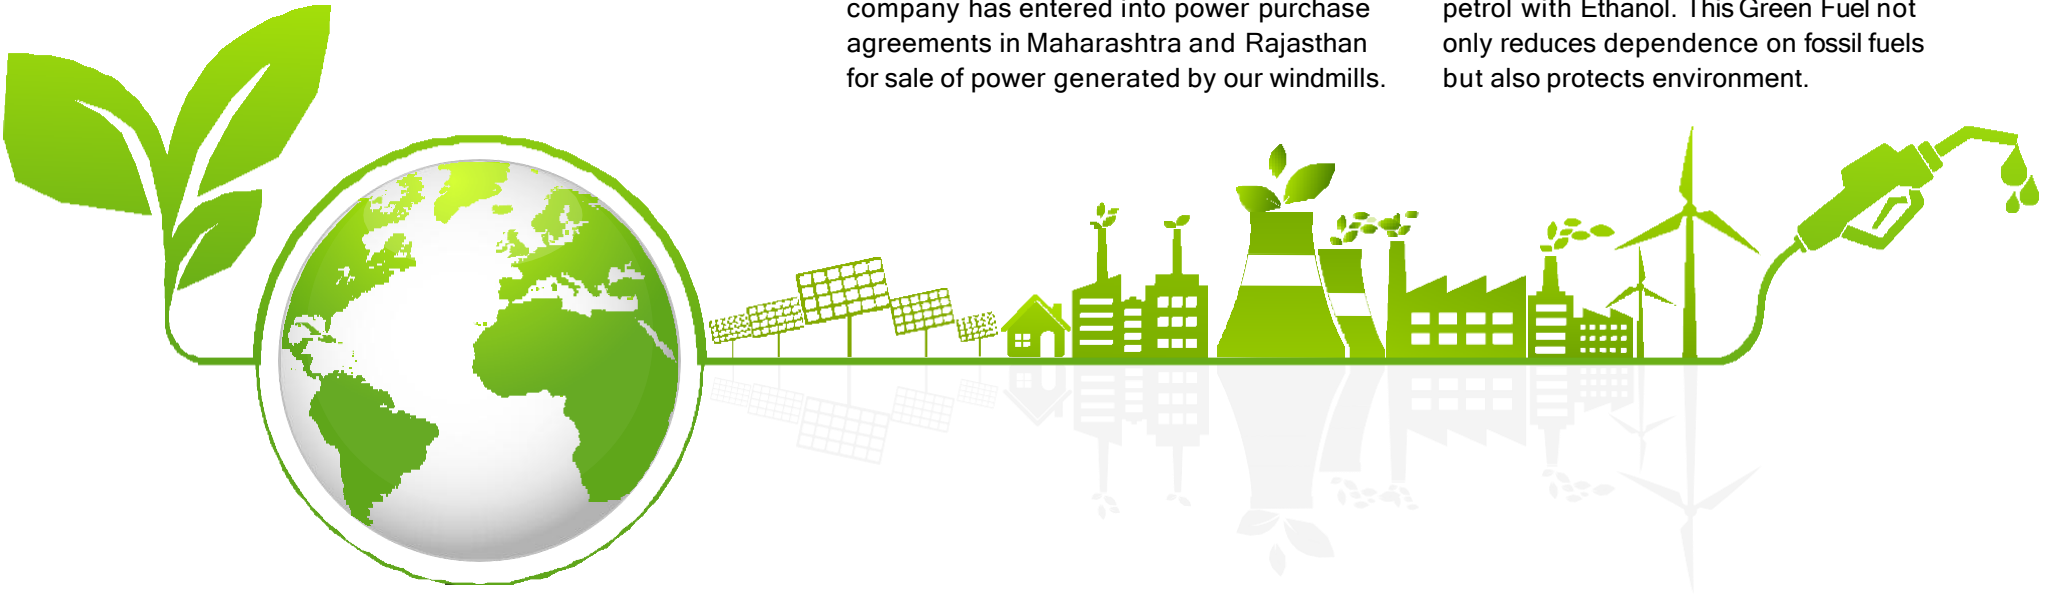 company has entered into power purchase
agreements in Maharashtra and Rajasthan
for sale of power generated by our windmills.
petrol with Ethanol. This Green Fuel not
only reduces dependence on fossil fuels
but also protects environment.